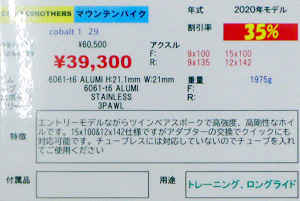 BROTHERS マウンテンバイク 年式 2020年モデル
cobalt 1 29 割引率 35%
¥60,500 アクスル
¥39,300 F: 9x100 15x100
R: 9x135 12x142
6061-t6 ALUMI H:21.1mm W:21mm 重量 1975g
6061-t6 ALUMI
STAINLESS
3PAWL
エントリーモデルながらツインペアスポークで高強度、高剛性なホイ
特徴 ルです。15x100&12x142仕様ですがアダプターの交換でクイックにも
対応可能です。チューブレスには対応していないのでチューブを入れ
てご使用ください
付属品 用途 トレーニング、ロングライド